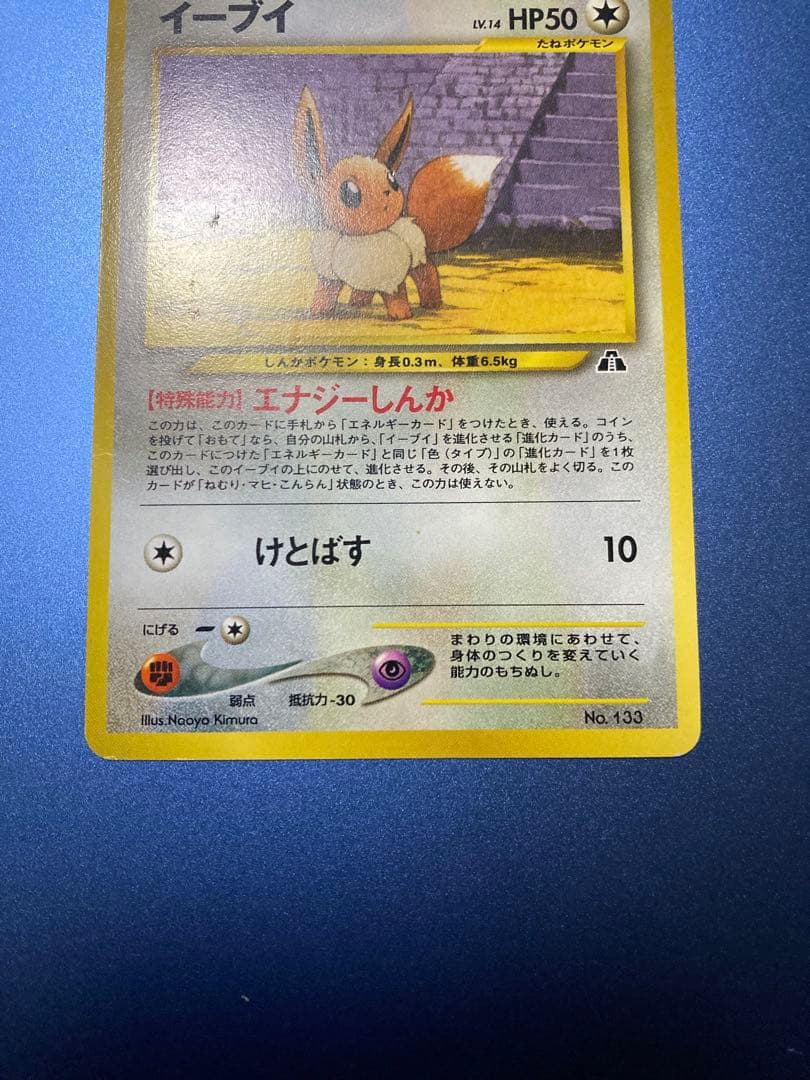 イーブイ LV.14 HP50
たねポケモン
しんかポケモン：身長0.3m、体重6.5kg
【特殊能力】エナジーしんか
この力は、このカードに手札から「エネルギーカード」をつけたとき、使える。コイン
を投げて「おもて」なら、自分の山札から、「イーブイ」を進化させる「進化カード」のうち、
このカードにつけた「エネルギーカード」と同じ「色（タイプ）」の「進化カード」を1枚
選び出し、このイーブイの上にのせて、進化させる。その後、その山札をよく切る。この
カードが「ねむり・マヒ・こんらん」状態のとき、この力は使えない。
けとばす 10
にげる
弱点 抵抗力-30
まわりの環境にあわせて、
身体のつくりを変えていく
能力のもちぬし。
Illus.Naoyo Kimura No. 133